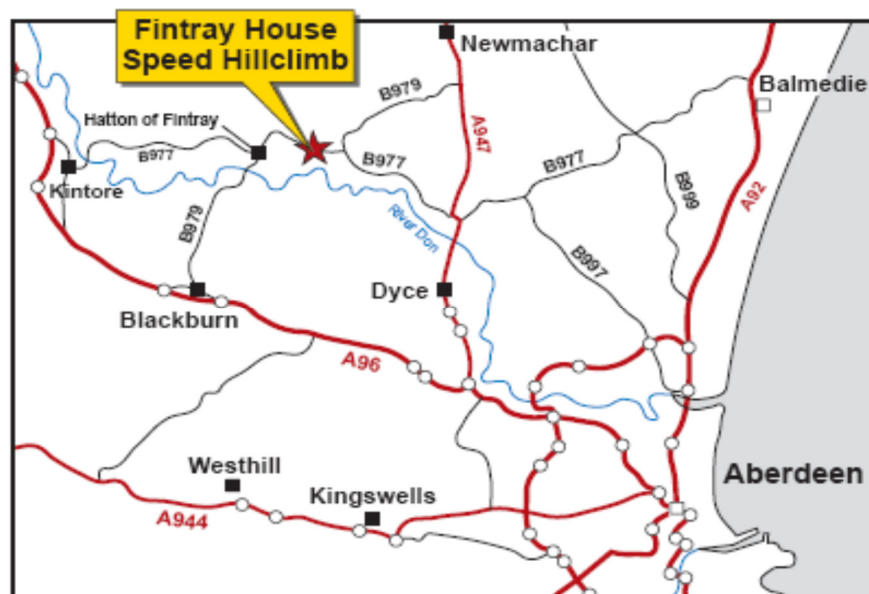 Fintray House
Speed Hillclimb
Newmachar
B979
Balmedie
Hatton of Fintray
A947
B977
B977
B977
Kintore
B999
A92
B979
River Don
B997
Dyce
Blackburn
A96
Westhill
Aberdeen
Kingswells
A944